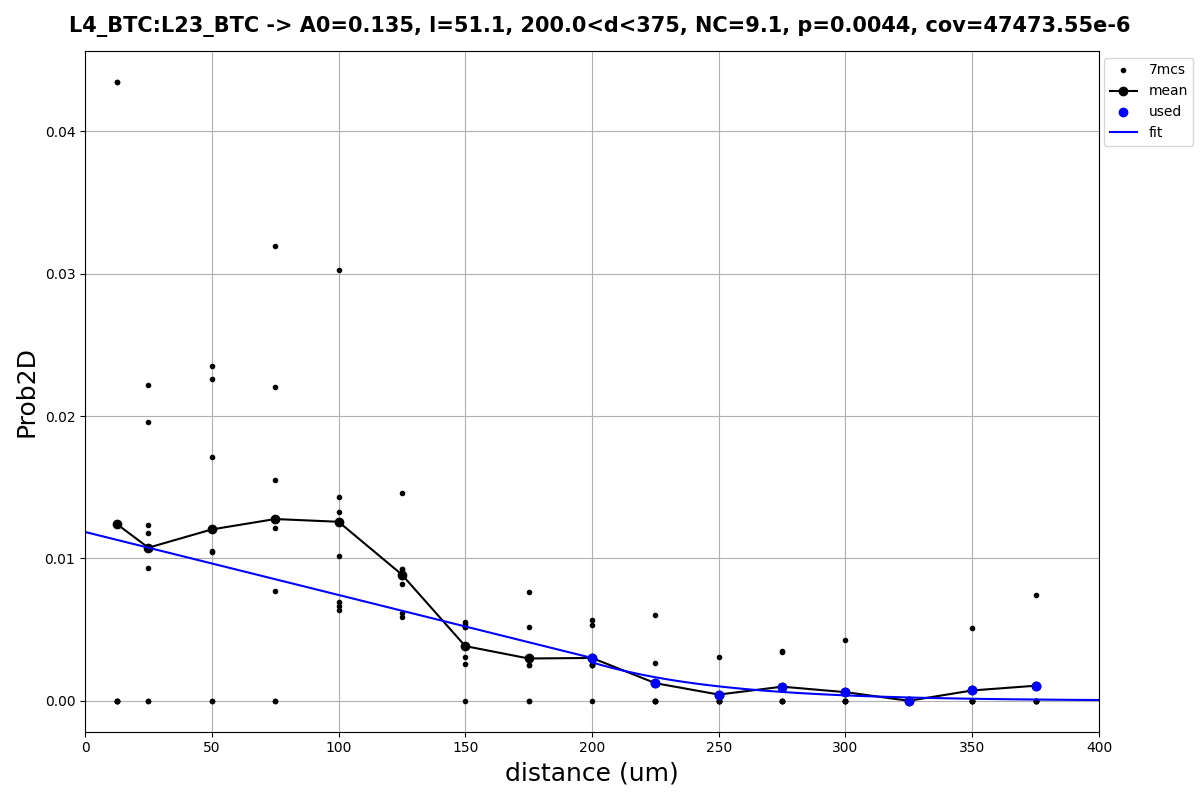 L4_BTC:L23_BTC -> A0=0.135, l=51.1, 200.0<d<375, NC=9.1, p=0.0044, cov=47473.55e-6
7mcs
mean
used
fit
0.04
0.03
0.02
0.01
0.00
Prob2D
0 50 100 150 200 250 300 350 400
distance (um)